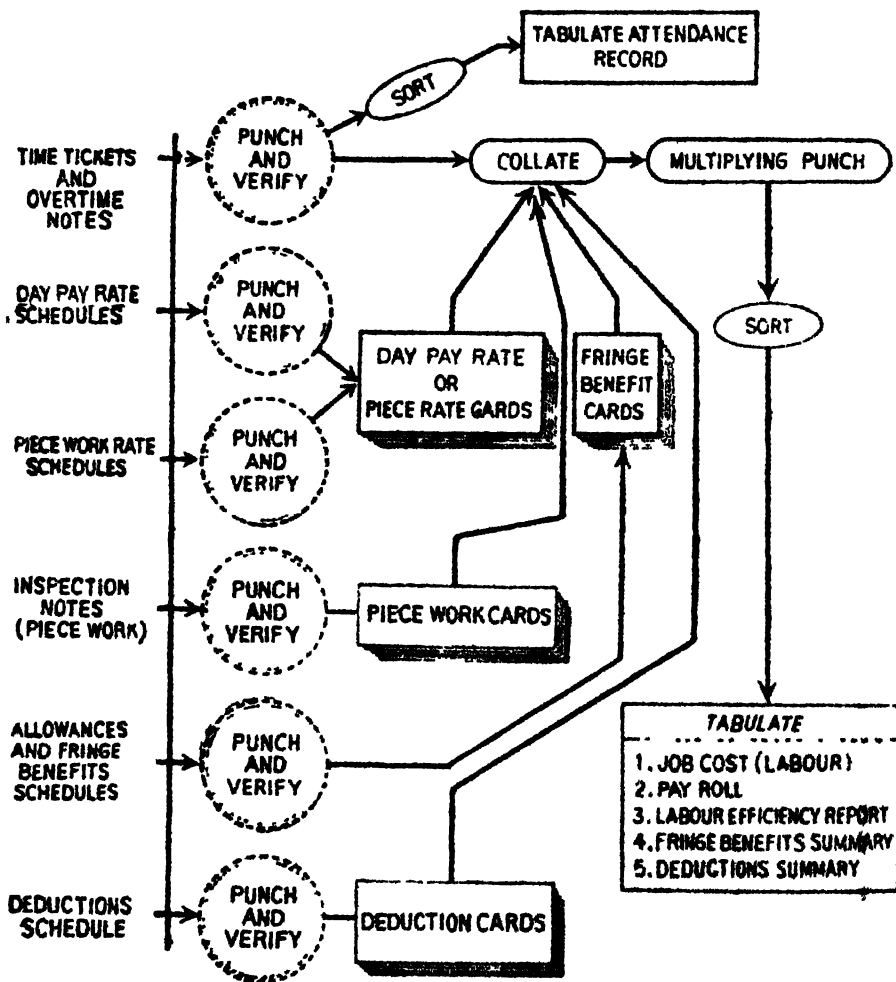 TABULATE ATTENDANCE
RECORD
SORT
TIME TICKETS
AND
OVERTIME
NOTES
PUNCH
AND
VERIFY
COLLATE
MULTIPLYING PUNCH
DAY PAY RATE
SCHEDULES
PUNCH
AND
VERIFY
SORT
DAY PAY RATE
OR
PIECE RATE GARDS
FRINGE
BENEFIT
CARDS
PIECE WORK RATE
SCHEDULES
PUNCH
AND
VERIFY
INSPECTION
NOTES
(PIECE WORK)
PUNCH
AND
VERIFY
PIECE WORK CARDS
ALLOWANCES
AND FRINGE
BENEFITS
SCHEDULES
PUNCH
AND
VERIFY
TABULATE
1. JOB COST (LABOUR)
2. PAY ROLL
3. LABOUR EFFICIENCY REPORT
4. FRINGE BENEFITS SUMMARY
5. DEDUCTIONS SUMMARY
DEDUCTIONS
SCHEDULE
PUNCH
AND
VERIFY
DEDUCTION CARDS